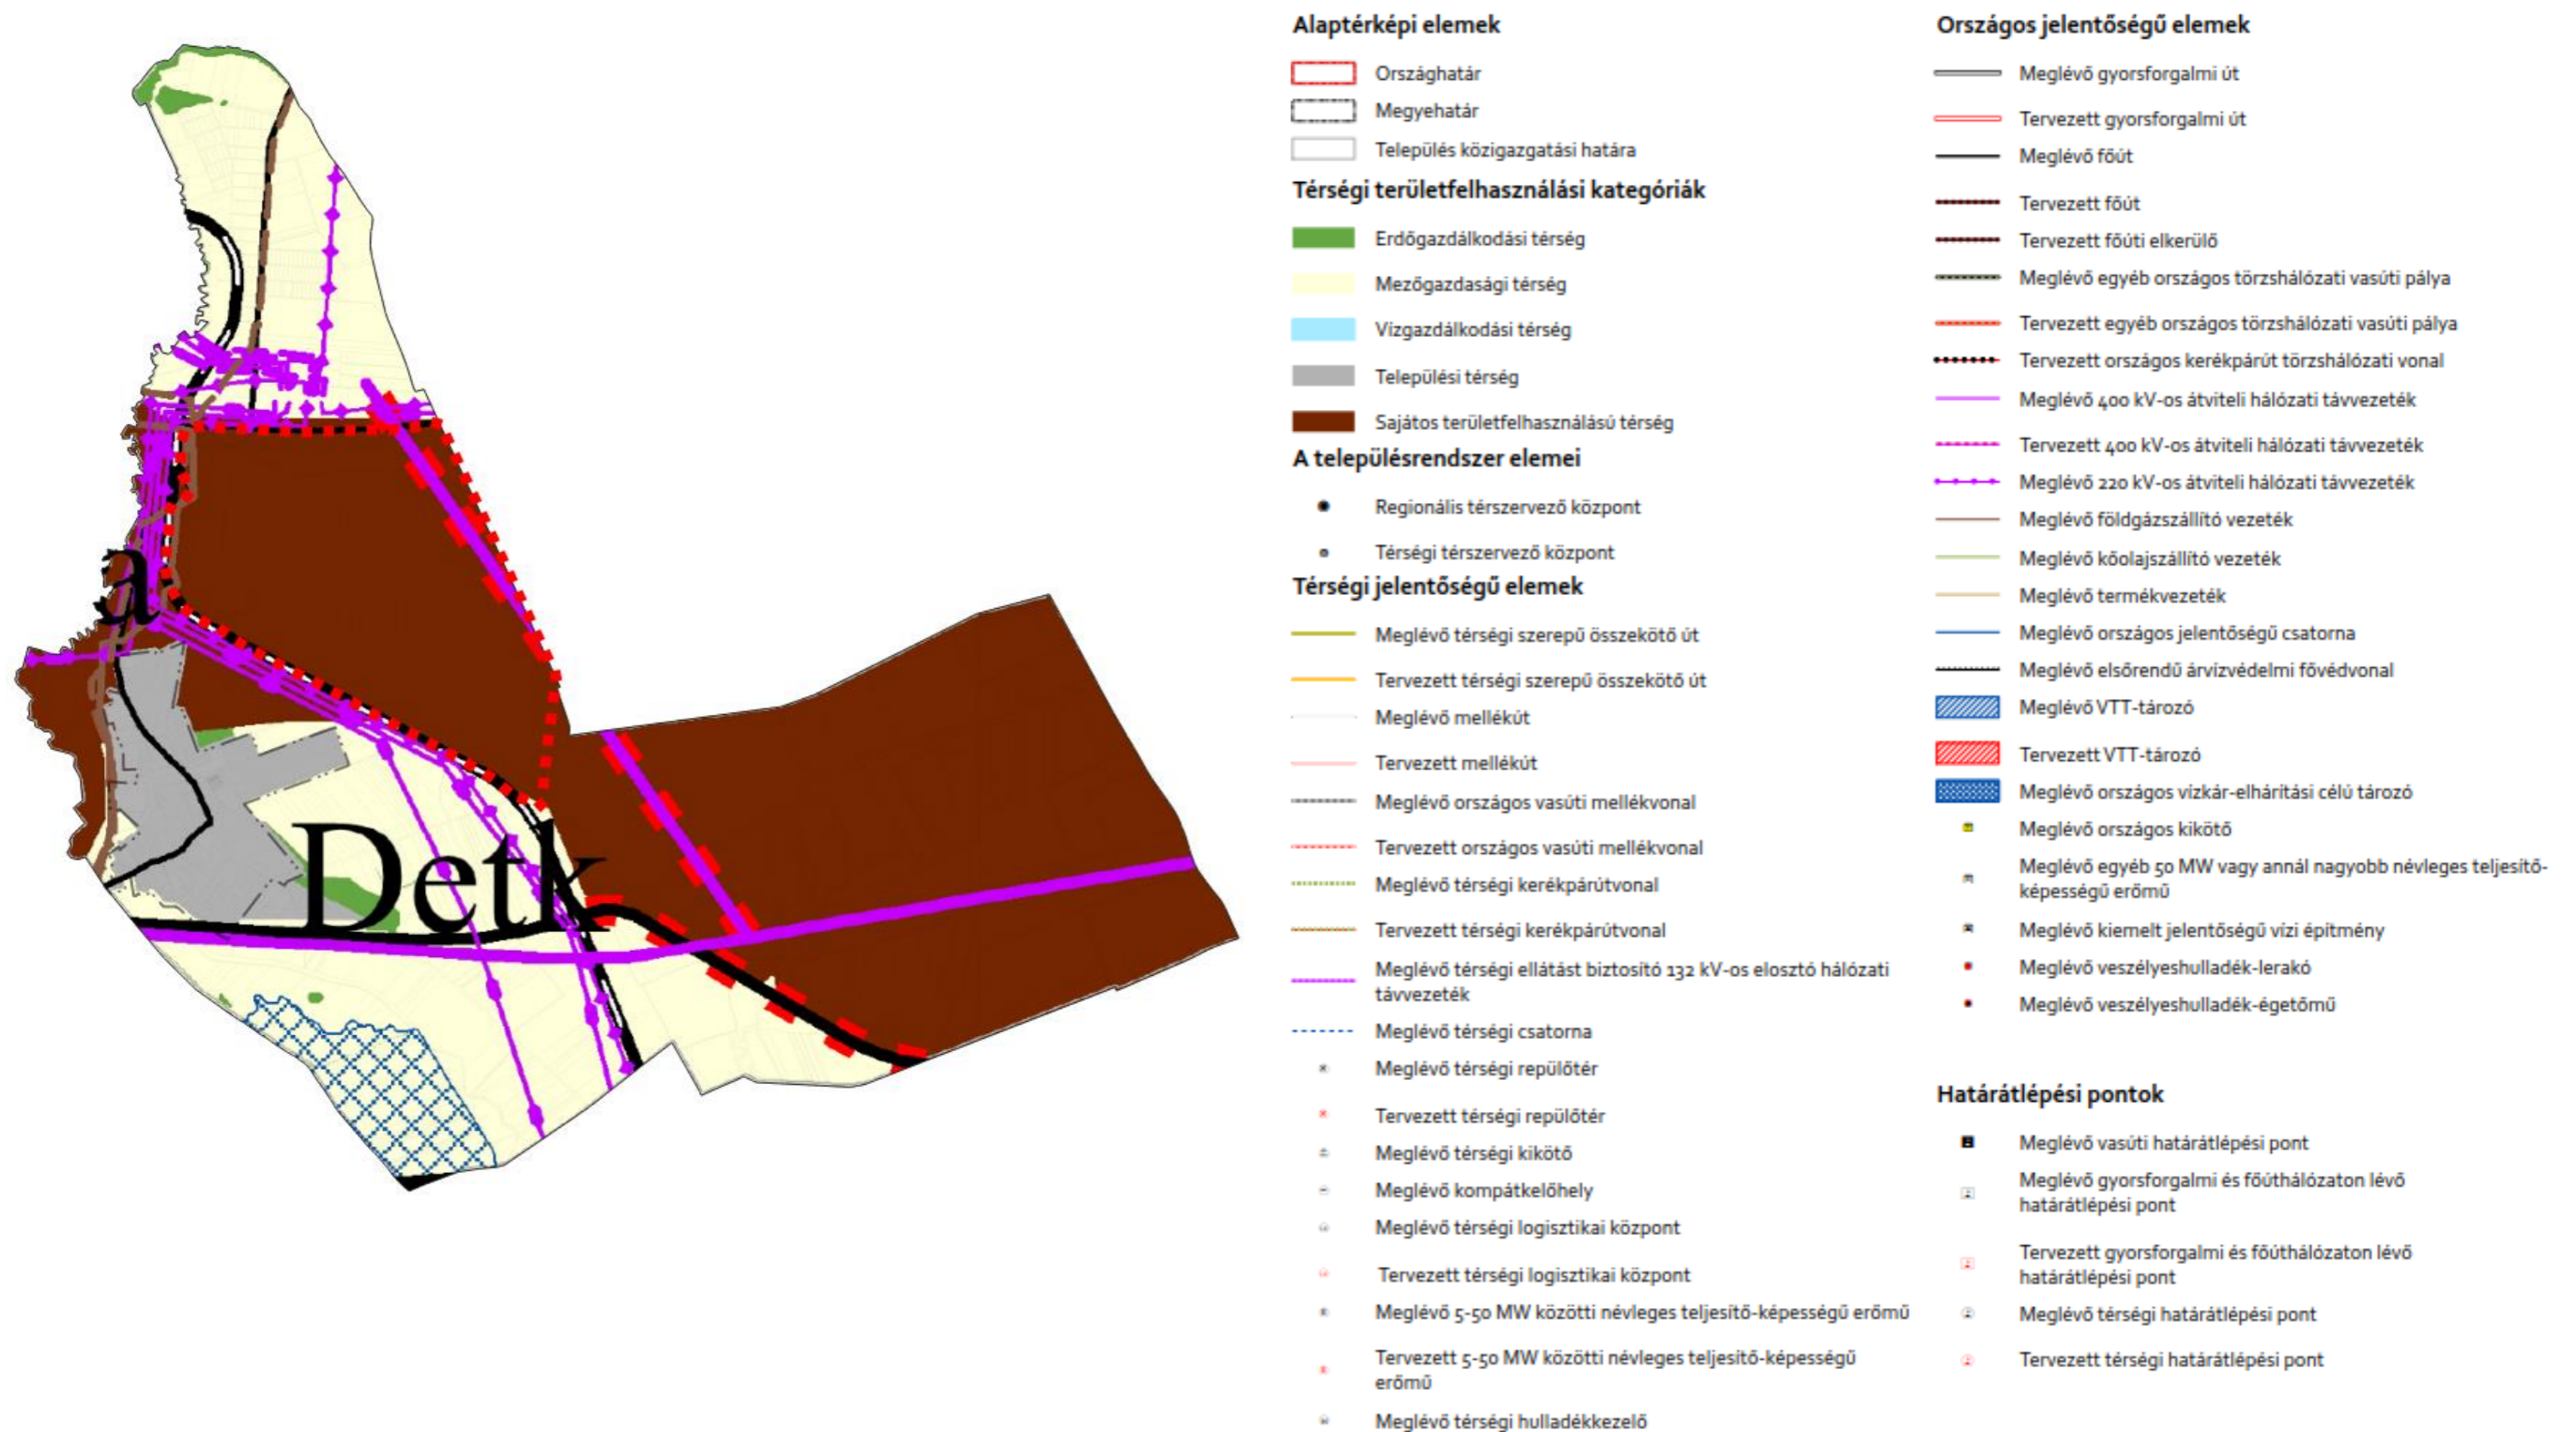 a
Detk
Alaptérképi elemek
Országhatár
Megyehatár
Település közigazgatási határa
Térségi területfelhasználási kategóriák
Erdőgazdálkodási térség
Mezőgazdasági térség
Vízgazdálkodási térség
Települési térség
Sajátos területfelhasználású térség
A településrendszer elemei
Regionális térszervező központ
Térségi térszervező központ
Térségi jelentőségű elemek
Meglévő térségi szerepű összekötő út
Tervezett térségi szerepű összekötő út
Meglévő mellékút
Tervezett mellékút
Meglévő országos vasúti mellékvonal
Tervezett országos vasúti mellékvonal
Meglévő térségi kerékpárútvonal
Tervezett térségi kerékpárútvonal
Meglévő térségi ellátást biztosító 132 kV-os elosztó hálózati
távvezeték
Meglévő térségi csatorna
Meglévő térségi repülőtér
Tervezett térségi repülőtér
Meglévő térségi kikötő
Meglévő kompátkelőhely
Meglévő térségi logisztikai központ
Tervezett térségi logisztikai központ
Meglévő 5-50 MW közötti névleges teljesítő-képességű erőmű
Tervezett 5-50 MW közötti névleges teljesítő-képességű
erőmű
Meglévő térségi hulladékkezelő
Országos jelentőségű elemek
Meglévő gyorsforgalmi út
Tervezett gyorsforgalmi út
Meglévő főút
Tervezett főút
Tervezett főúti elkerülő
Meglévő egyéb országos törzshálózati vasúti pálya
Tervezett egyéb országos törzshálózati vasúti pálya
Tervezett országos kerékpárút törzshálózati vonal
Meglévő 400 kV-os átviteli hálózati távvezeték
Tervezett 400 kV-os átviteli hálózati távvezeték
Meglévő 220 kV-os átviteli hálózati távvezeték
Meglévő földgázszállító vezeték
Meglévő kőolajszállító vezeték
Meglévő termékvezeték
Meglévő országos jelentőségű csatorna
Meglévő elsőrendű árvízvédelmi fővédvonal
Meglévő VTT-tározó
Tervezett VTT-tározó
Meglévő országos vízkár-elhárítási célú tározó
Meglévő országos kikötő
Meglévő egyéb 50 MW vagy annál nagyobb névleges teljesítő-
képességű erőmű
Meglévő kiemelt jelentőségű vízi építmény
Meglévő veszélyeshulladék-lerakó
Meglévő veszélyeshulladék-égetőmű
Határátlépési pontok
Meglévő vasúti határátlépési pont
Meglévő gyorsforgalmi és főúthálózaton lévő
határátlépési pont
Tervezett gyorsforgalmi és főúthálózaton lévő
határátlépési pont
Meglévő térségi határátlépési pont
Tervezett térségi határátlépési pont